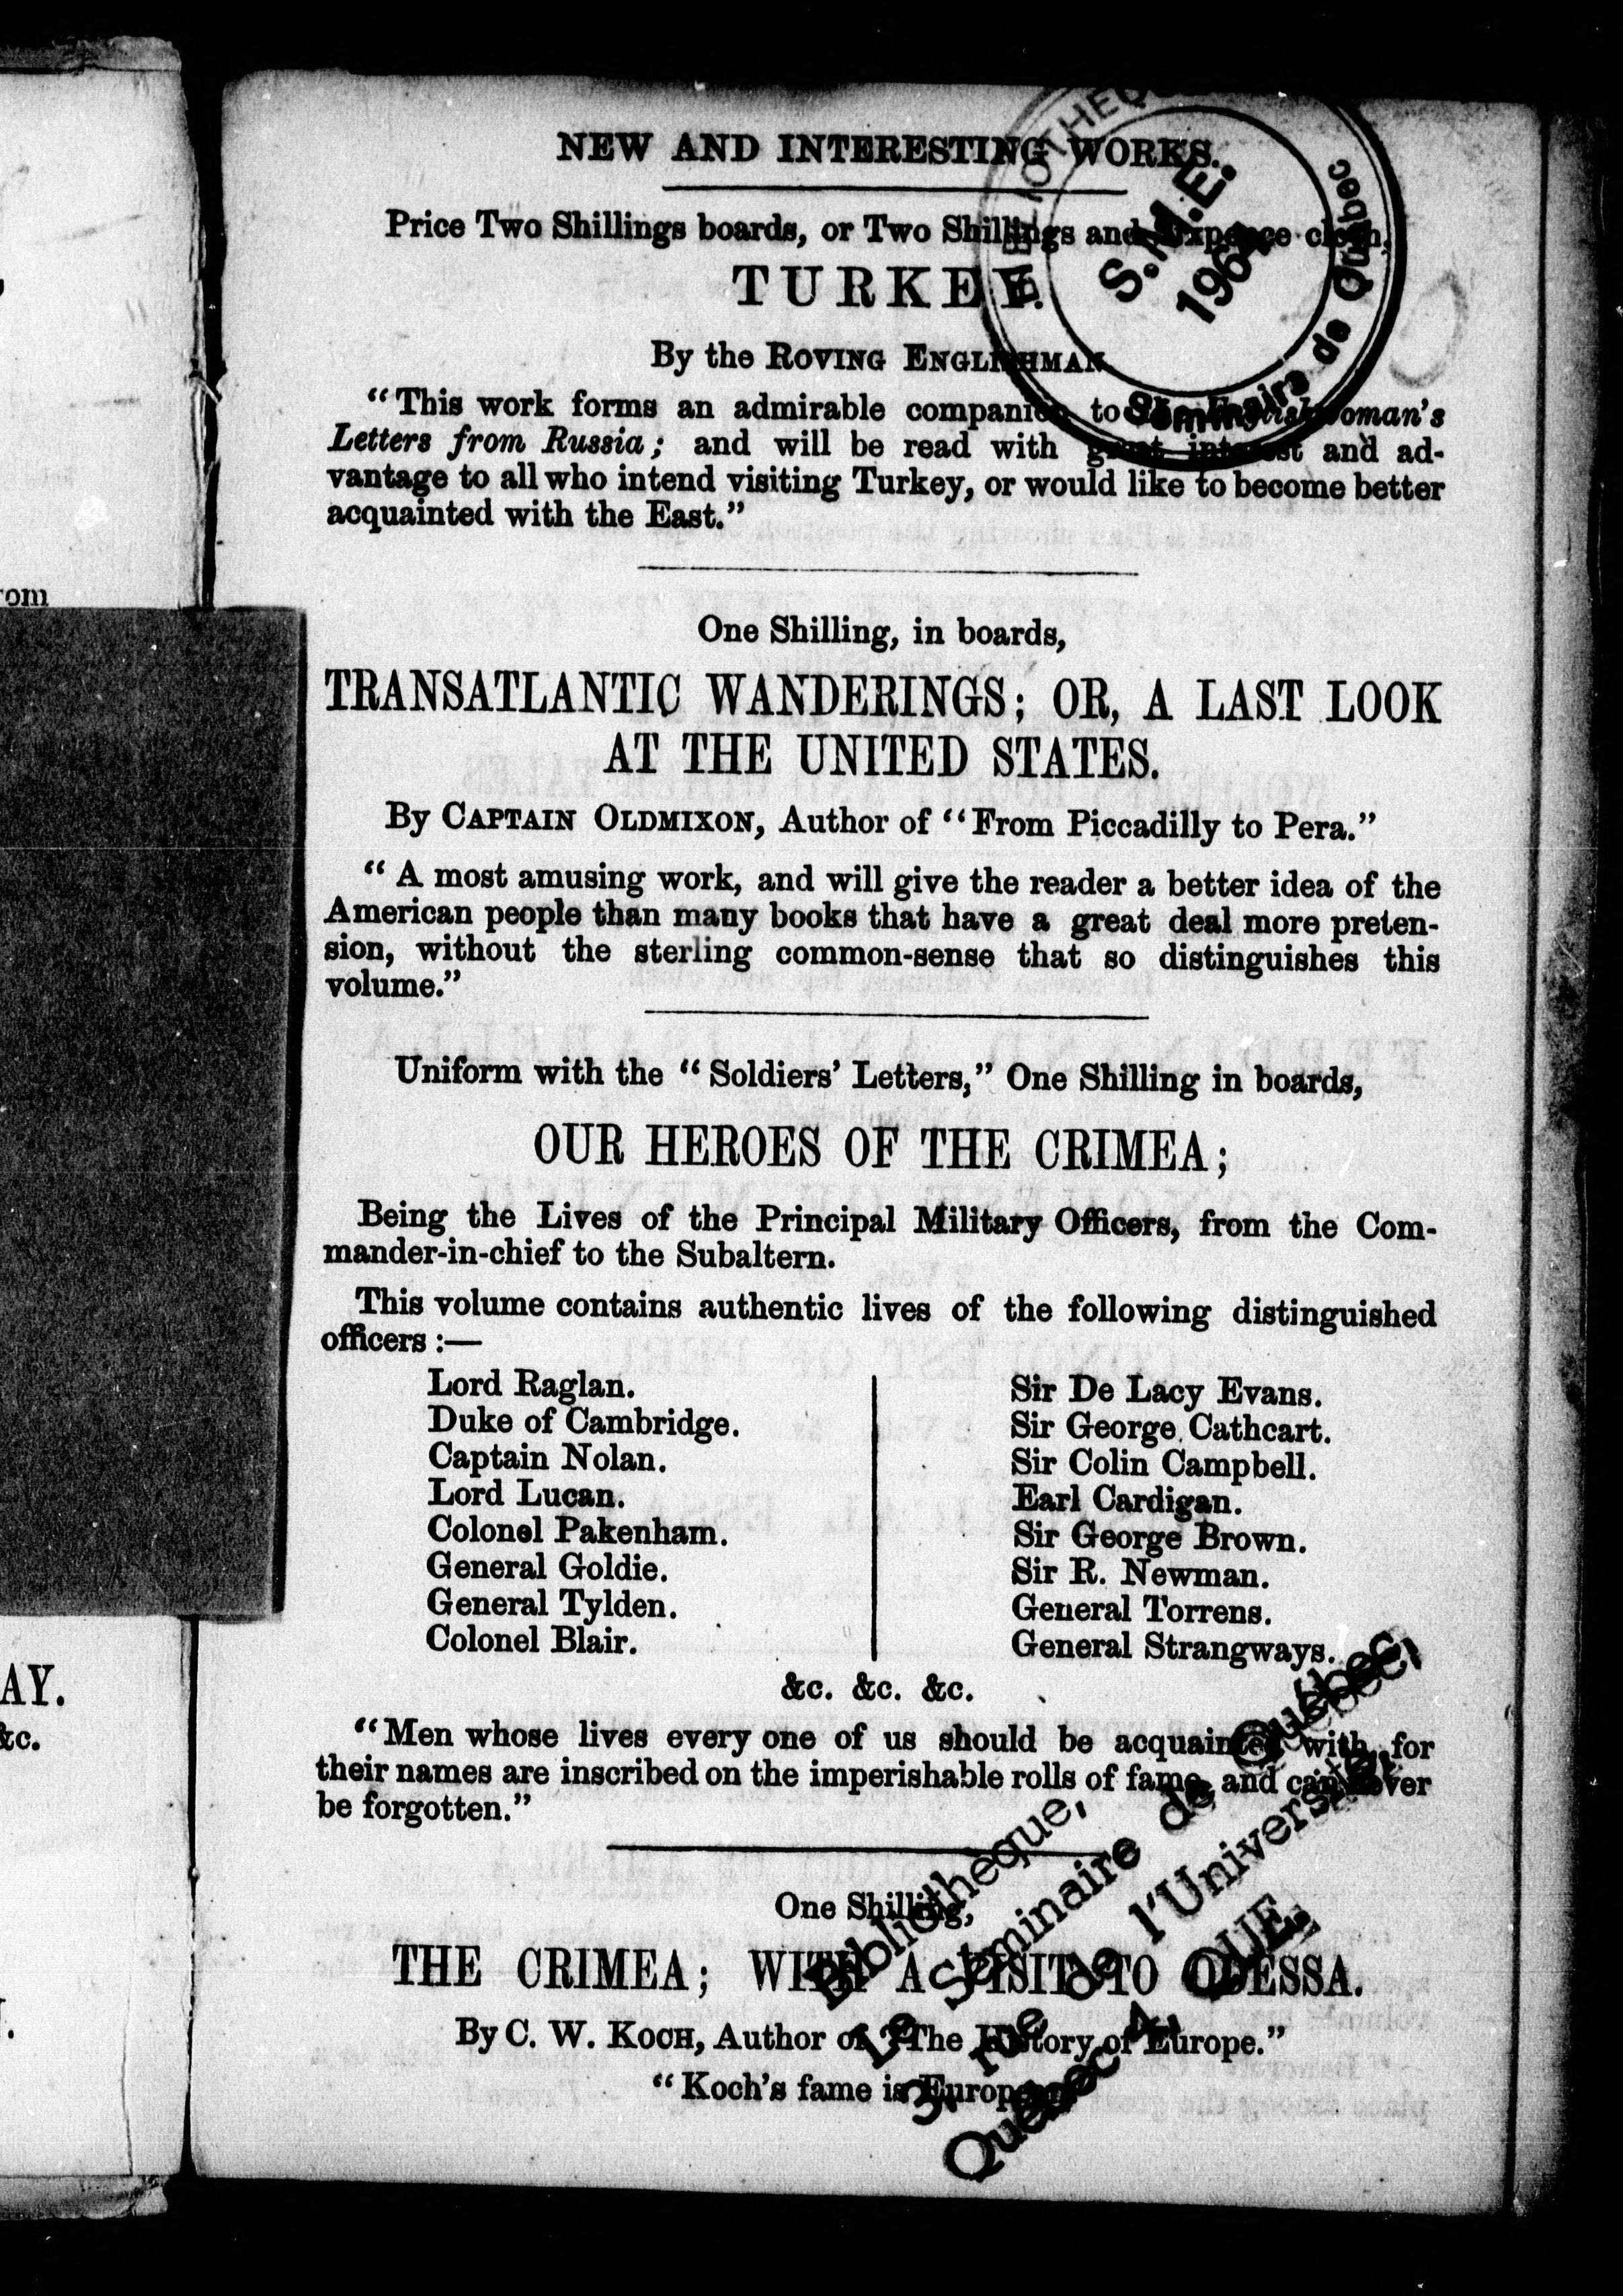 NEW AND INTERESTING WORKS.
Price Two Shillings boards, or Two Shillings and Sixpence cloth,
TURKEY.
By the ROVING ENGLISHMAN
"This work forms an admirable companion to The Englishwoman's
Letters from Russia; and will be read with great interest and ad-
vantage to all who intend visiting Turkey, or would like to become better
acquainted with the East."
One Shilling, in boards,
TRANSATLANTIC WANDERINGS; OR, A LAST LOOK
AT THE UNITED STATES.
By CAPTAIN OLDMIXON, Author of "From Piccadilly to Pera."
"A most amusing work, and will give the reader a better idea of the
American people than many books that have a great deal more preten-
sion, without the sterling common-sense that so distinguishes this
volume."
Uniform with the "Soldiers' Letters," One Shilling in boards,
OUR HEROES OF THE CRIMEA;
Being the Lives of the Principal Military Officers, from the Com-
mander-in-chief to the Subaltern.
This volume contains authentic lives of the following distinguished
officers :—
Lord Raglan.
Duke of Cambridge.
Captain Nolan.
Lord Lucan.
Colonel Pakenham.
General Goldie.
General Tylden.
Colonel Blair.
Sir De Lacy Evans.
Sir George Cathcart.
Sir Colin Campbell.
Earl Cardigan.
Sir George Brown.
Sir R. Newman.
General Torrens.
General Strangways.
&c. &c. &c.
"Men whose lives every one of us should be acquainted with, for
their names are inscribed on the imperishable rolls of fame, and can never
be forgotten."
One Shilling,
THE CRIMEA; WITH A VISIT TO ODESSA.
By C. W. KOCH, Author of "The History of Europe."
"Koch's fame is European."
S.M.E.
Séminaire de Québec
Bibliothèque,
Le Séminaire de Québec,
3, rue de l'Université,
Québec 4, QUE.
om
AY.
&c.